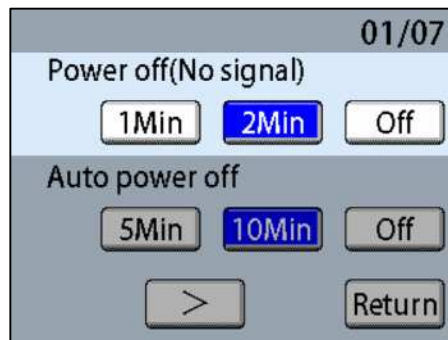 01/07
Power off(No signal)
1Min 2Min Off
Auto power off
5Min 10Min Off
> Return